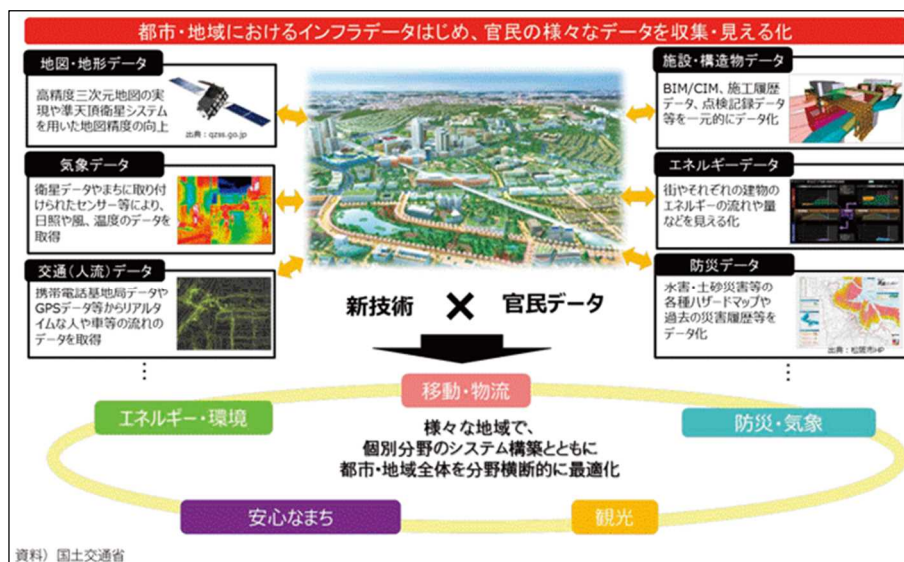 都市・地域におけるインフラデータはじめ、官民の様々なデータを収集・見える化
地図・地形データ
高精度三次元地図の実
現や準天頂衛星システム
を用いた地図精度の向上
出典：qzss.go.jp
気象データ
衛星データやまちに取り付
けられたセンサー等により、
日照や風、温度のデータを
取得
交通(人流)データ
携帯電話基地局データや
GPSデータ等からリアルタ
イムな人や車等の流れの
データを取得
施設・構造物データ
BIM/CIM、施工履歴
データ、点検記録データ
等を一元的にデータ化
エネルギーデータ
街やそれぞれの建物の
エネルギーの流れや量
などを見える化
防災データ
水害・土砂災害等の
各種ハザードマップや
過去の災害履歴等を
データ化
出典：松阪市HP
新技術 × 官民データ
移動・物流
エネルギー・環境
防災・気象
様々な地域で、
個別分野のシステム構築とともに
都市・地域全体を分野横断的に最適化
安心なまち
観光
資料）国土交通省